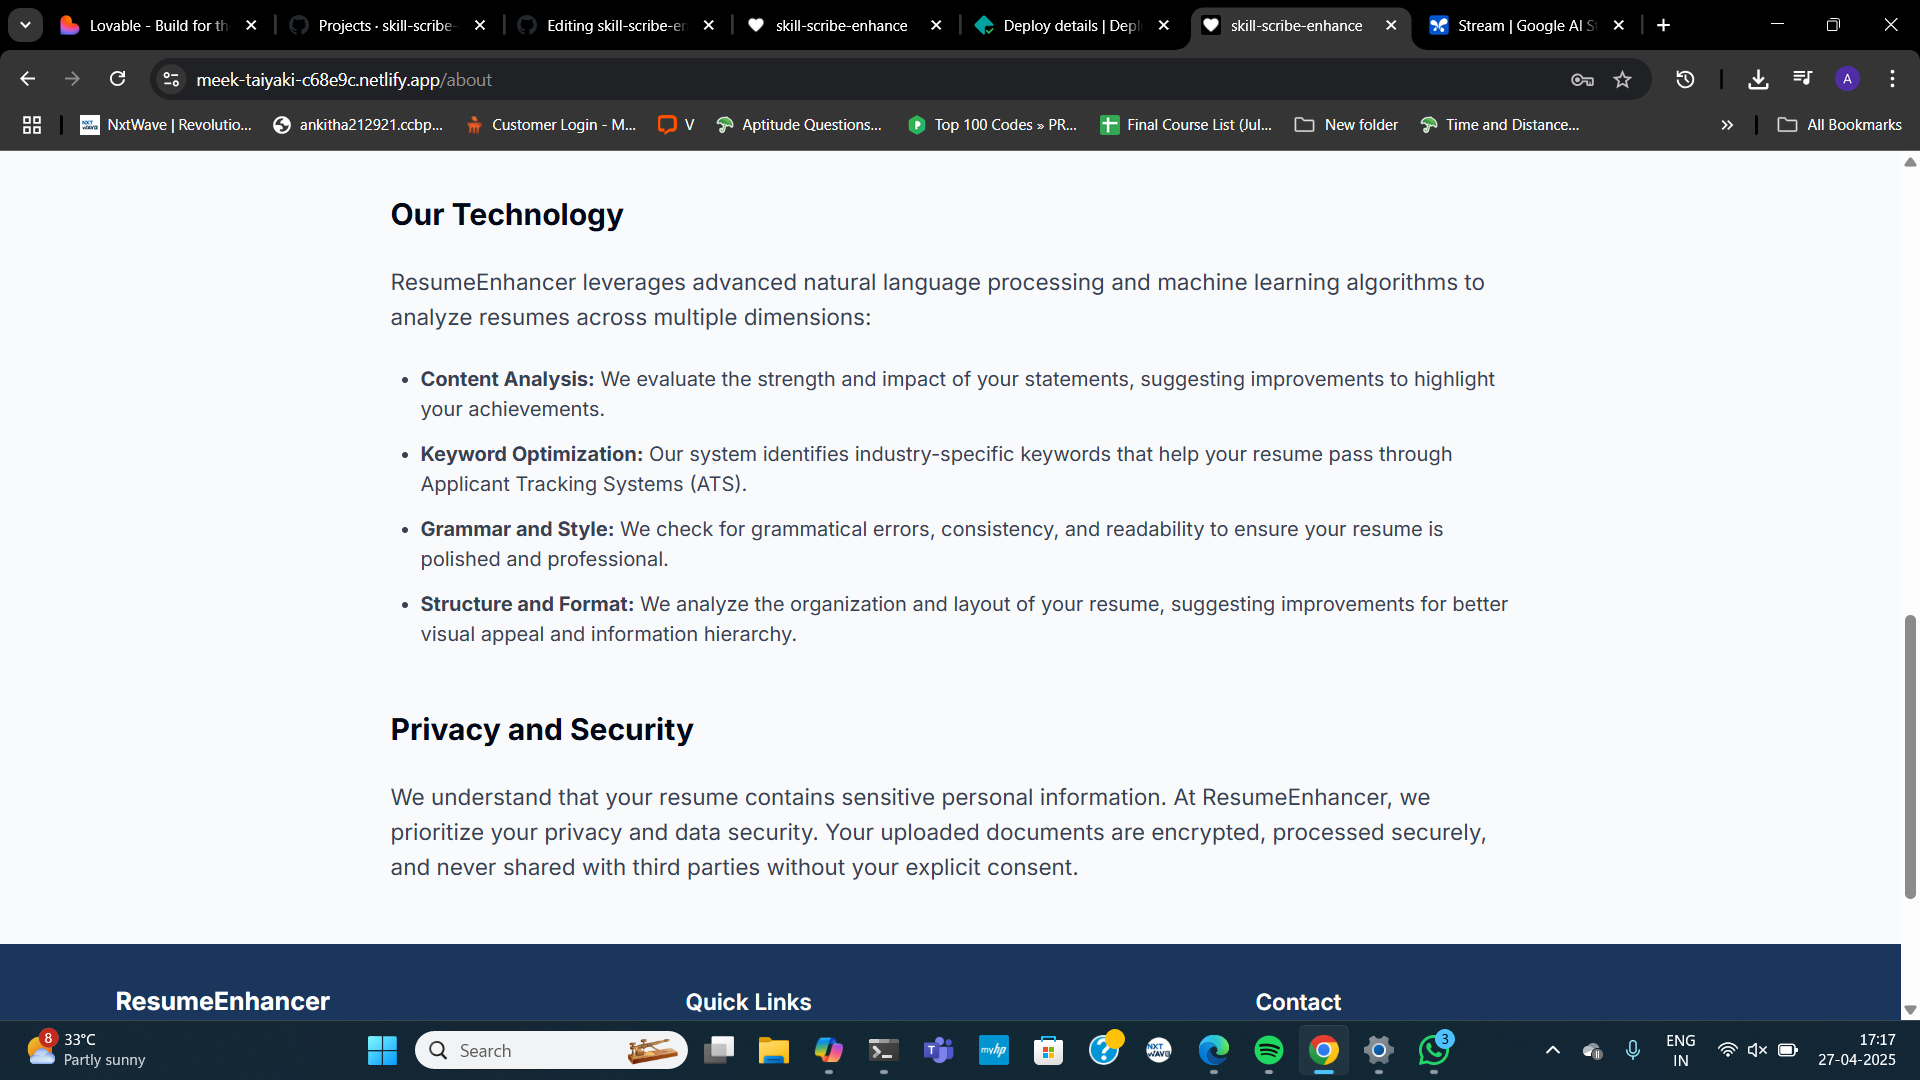 Lovable - Build for th
Projects · skill-scribe-
Editing skill-scribe-en
skill-scribe-enhance
Deploy details | Depl
skill-scribe-enhance
Stream | Google AI S
meek-taiyaki-c68e9c.netlify.app/about
A
NxtWave | Revolutio...
ankitha212921.ccbp...
Customer Login - M...
V
Aptitude Questions...
Top 100 Codes » PR...
Final Course List (Jul...
New folder
Time and Distance...
All Bookmarks
Our Technology
ResumeEnhancer leverages advanced natural language processing and machine learning algorithms to
analyze resumes across multiple dimensions:
• Content Analysis: We evaluate the strength and impact of your statements, suggesting improvements to highlight
your achievements.
• Keyword Optimization: Our system identifies industry-specific keywords that help your resume pass through
Applicant Tracking Systems (ATS).
• Grammar and Style: We check for grammatical errors, consistency, and readability to ensure your resume is
polished and professional.
• Structure and Format: We analyze the organization and layout of your resume, suggesting improvements for better
visual appeal and information hierarchy.
Privacy and Security
We understand that your resume contains sensitive personal information. At ResumeEnhancer, we
prioritize your privacy and data security. Your uploaded documents are encrypted, processed securely,
and never shared with third parties without your explicit consent.
ResumeEnhancer
Quick Links
Contact
8
33°C
Partly sunny
Search
myhp
NXT
WAVE
3
ENG
IN
17:17
27-04-2025